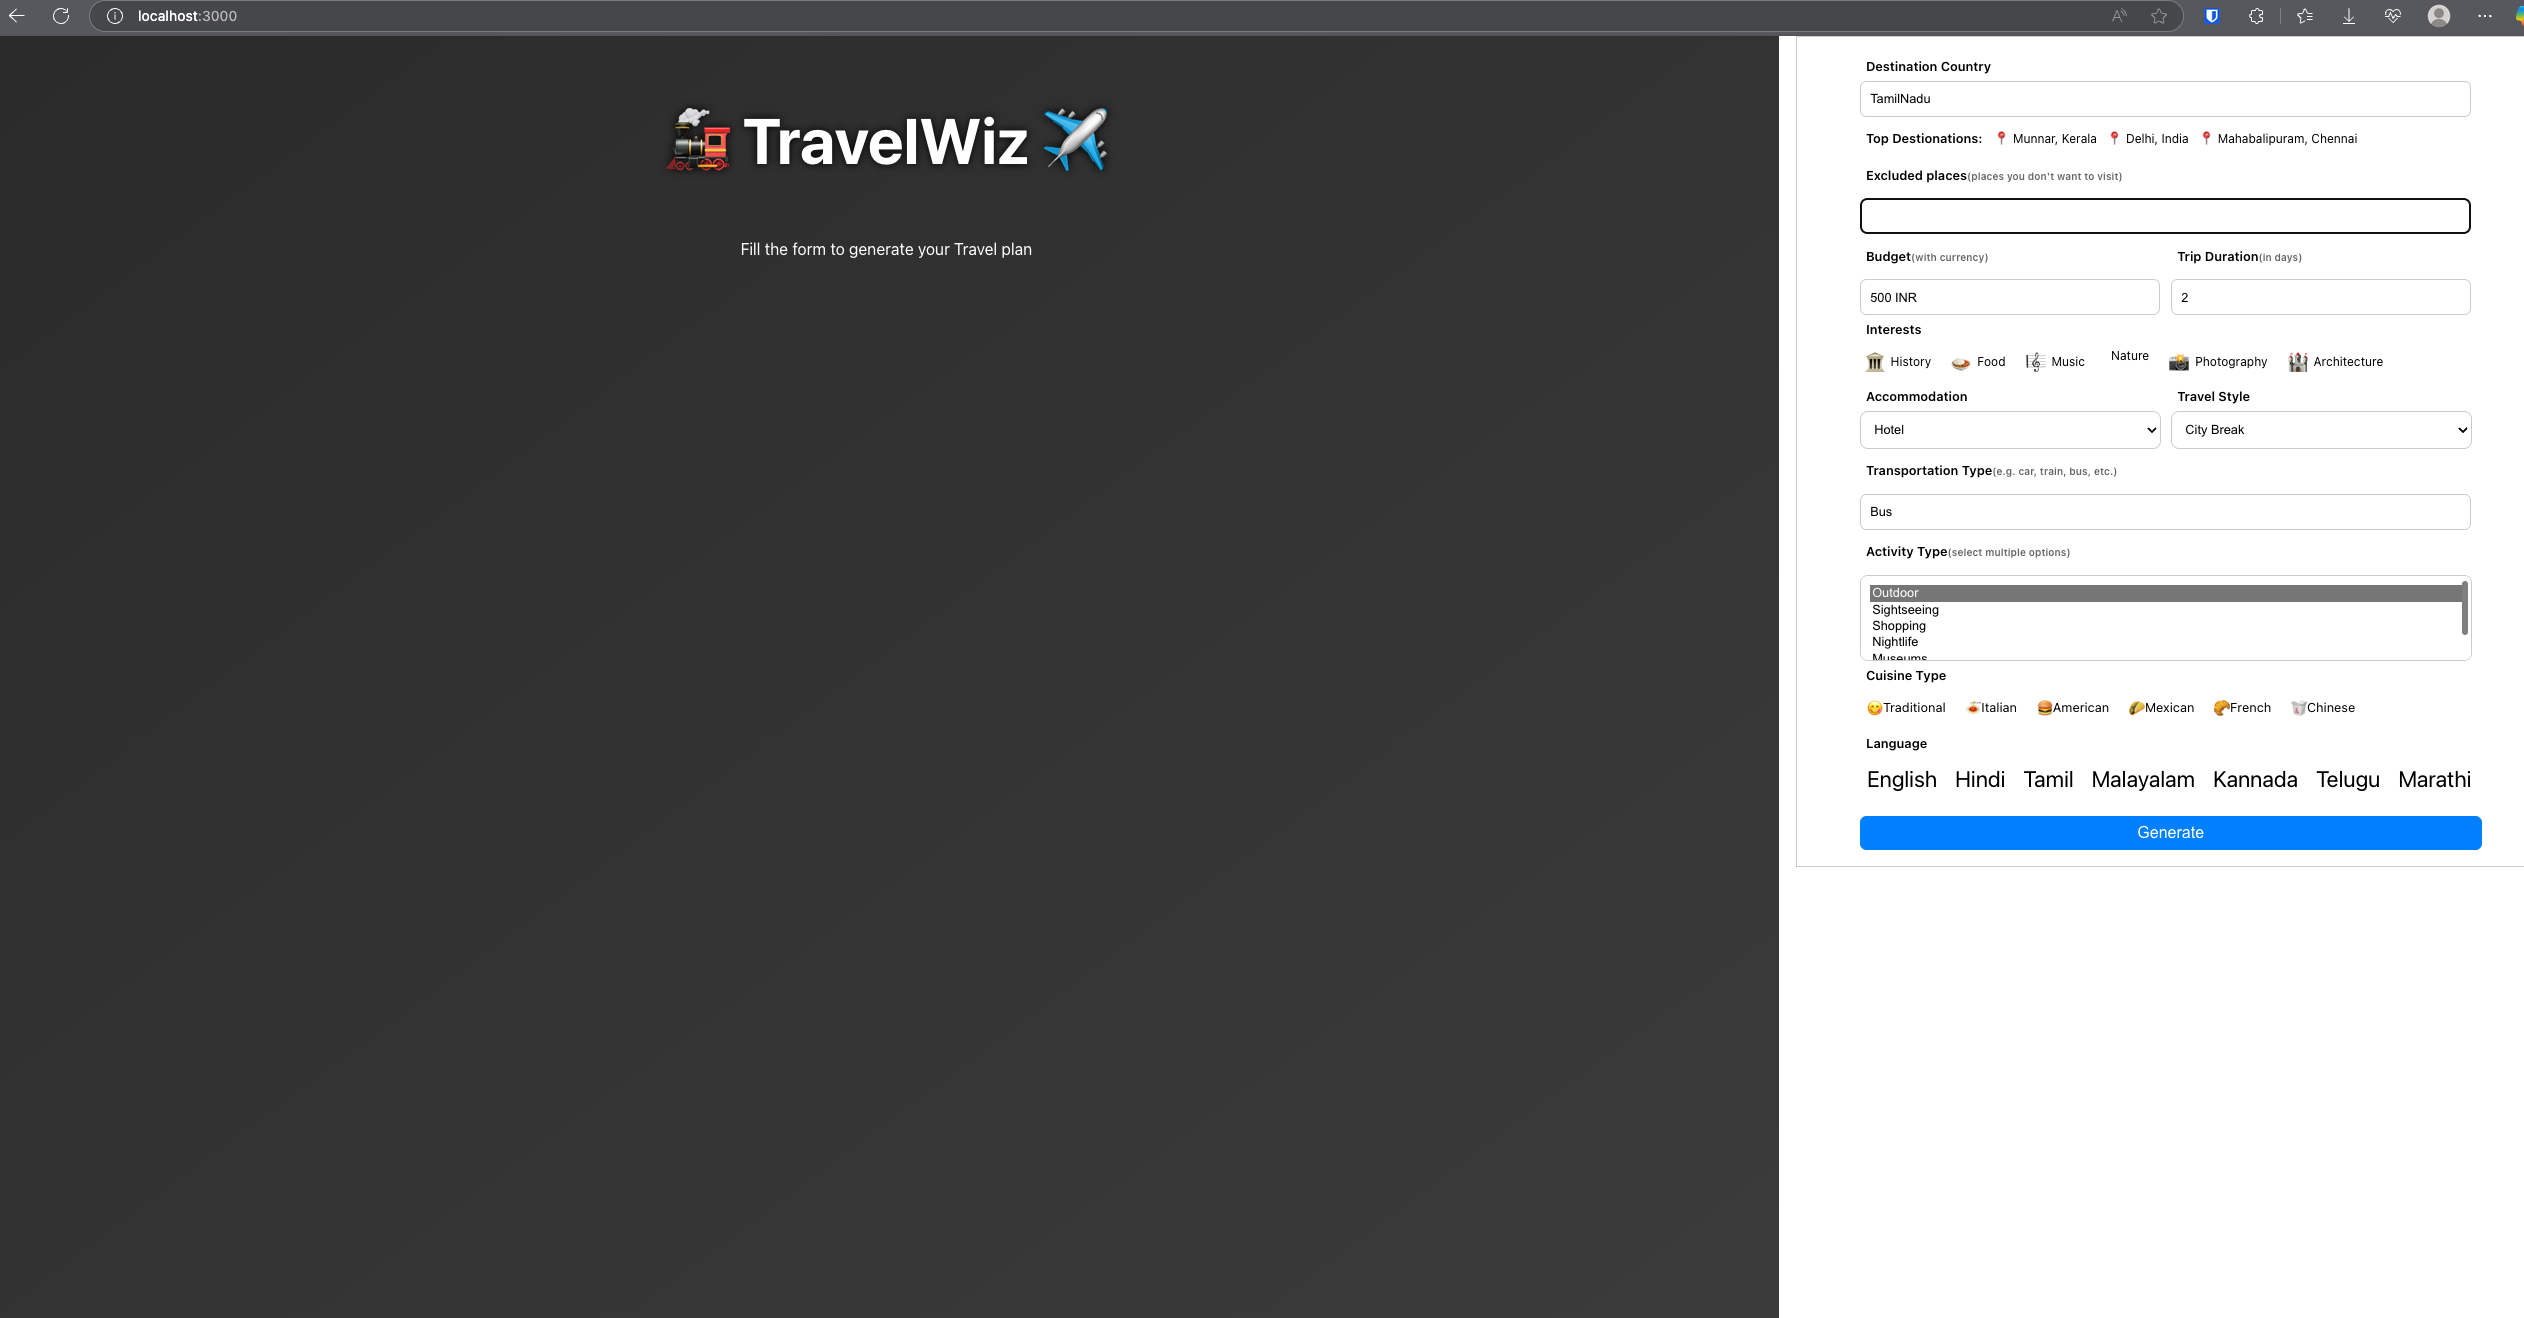 localhost:3000
TravelWiz
Fill the form to generate your Travel plan
Destination Country
TamilNadu
Top Destionations: Munnar, Kerala Delhi, India Mahabalipuram, Chennai
Excluded places(places you don't want to visit)
Budget(with currency) Trip Duration(in days)
500 INR 2
Interests
History Food Music Nature Photography Architecture
Accommodation Travel Style
Hotel City Break
Transportation Type(e.g. car, train, bus, etc.)
Bus
Activity Type(select multiple options)
Outdoor
Sightseeing
Shopping
Nightlife
Museums
Cuisine Type
Traditional Italian American Mexican French Chinese
Language
English Hindi Tamil Malayalam Kannada Telugu Marathi
Generate